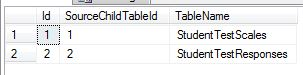 Id SourceChildTableId TableName
1 1 1 StudentTestScales
2 2 2 StudentTestResponses